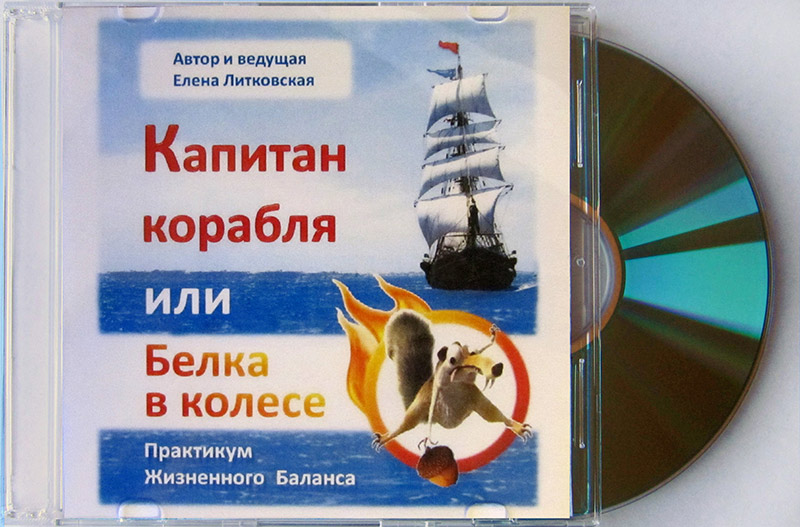 Автор и ведущая
Елена Литковская
Капитан
корабля
или
Белка
в колесе
Практикум
Жизненного Баланса